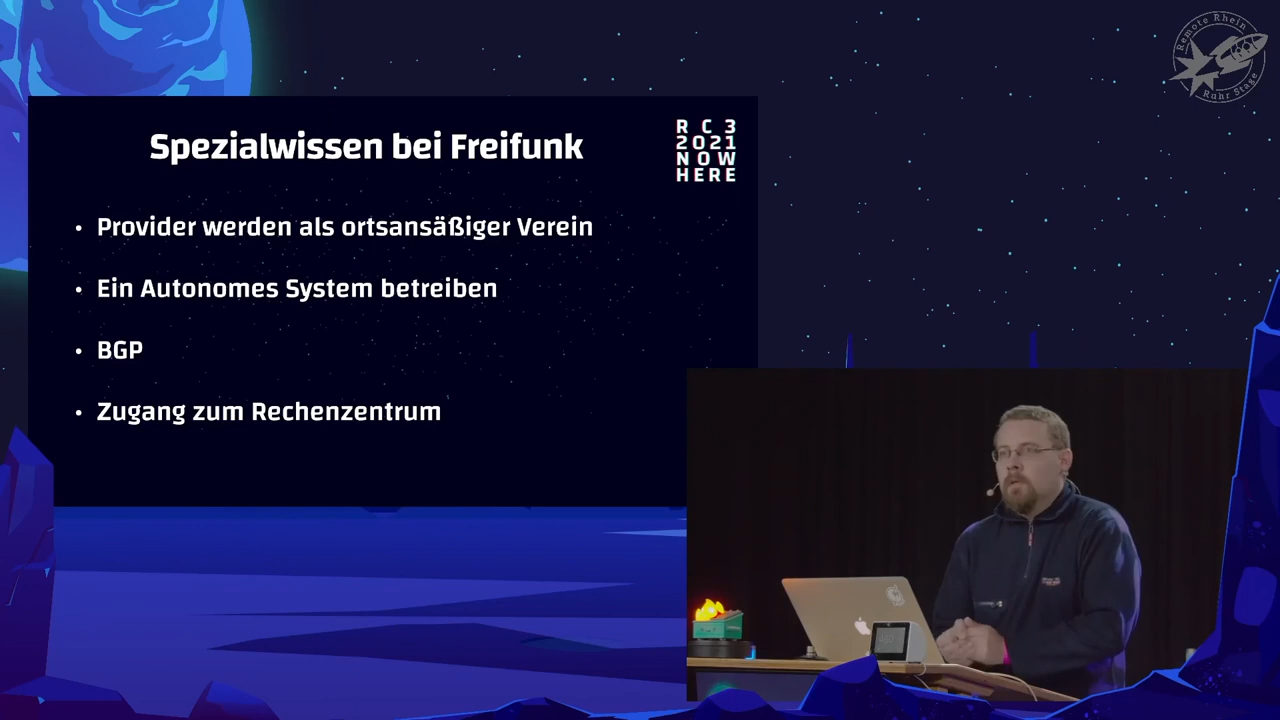 Remote Rhein
Ruhr Stage
Spezialwissen bei Freifunk
R C 3
2021
NOW
HERE
• Provider werden als ortsansäßiger Verein
• Ein Autonomes System betreiben
• BGP
• Zugang zum Rechenzentrum